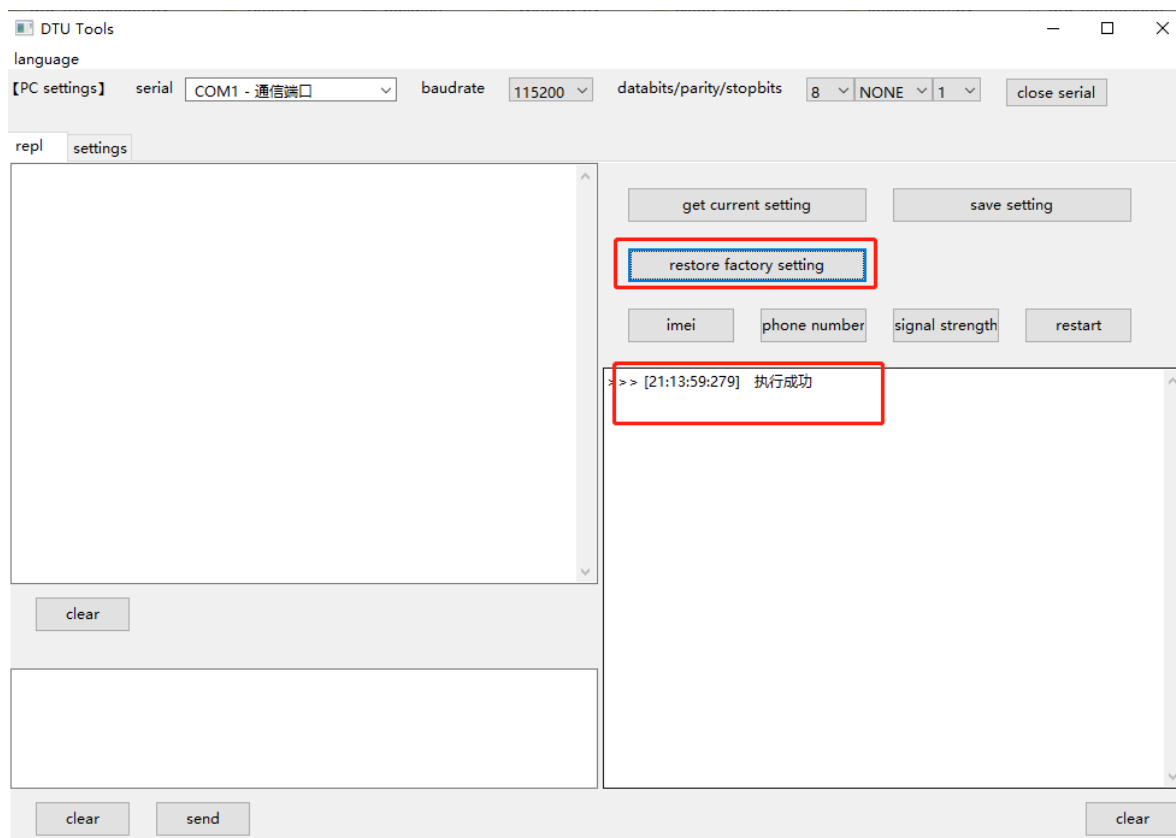 DTU Tools
language
【PC settings】 serial COM1 - 通信端口 baudrate 115200 databits/parity/stopbits 8 NONE 1 close serial
repl settings
get current setting save setting
restore factory setting
imei phone number signal strength restart
>>> [21:13:59:279] 执行成功
clear
clear send clear